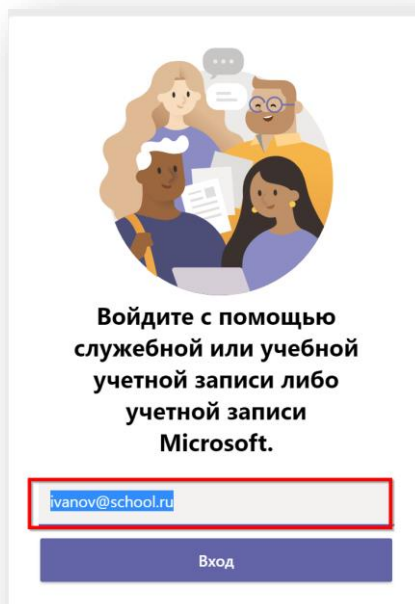 Войдите с помощью
служебной или учебной
учетной записи либо
учетной записи
Microsoft.
ivanov@school.ru
Вход